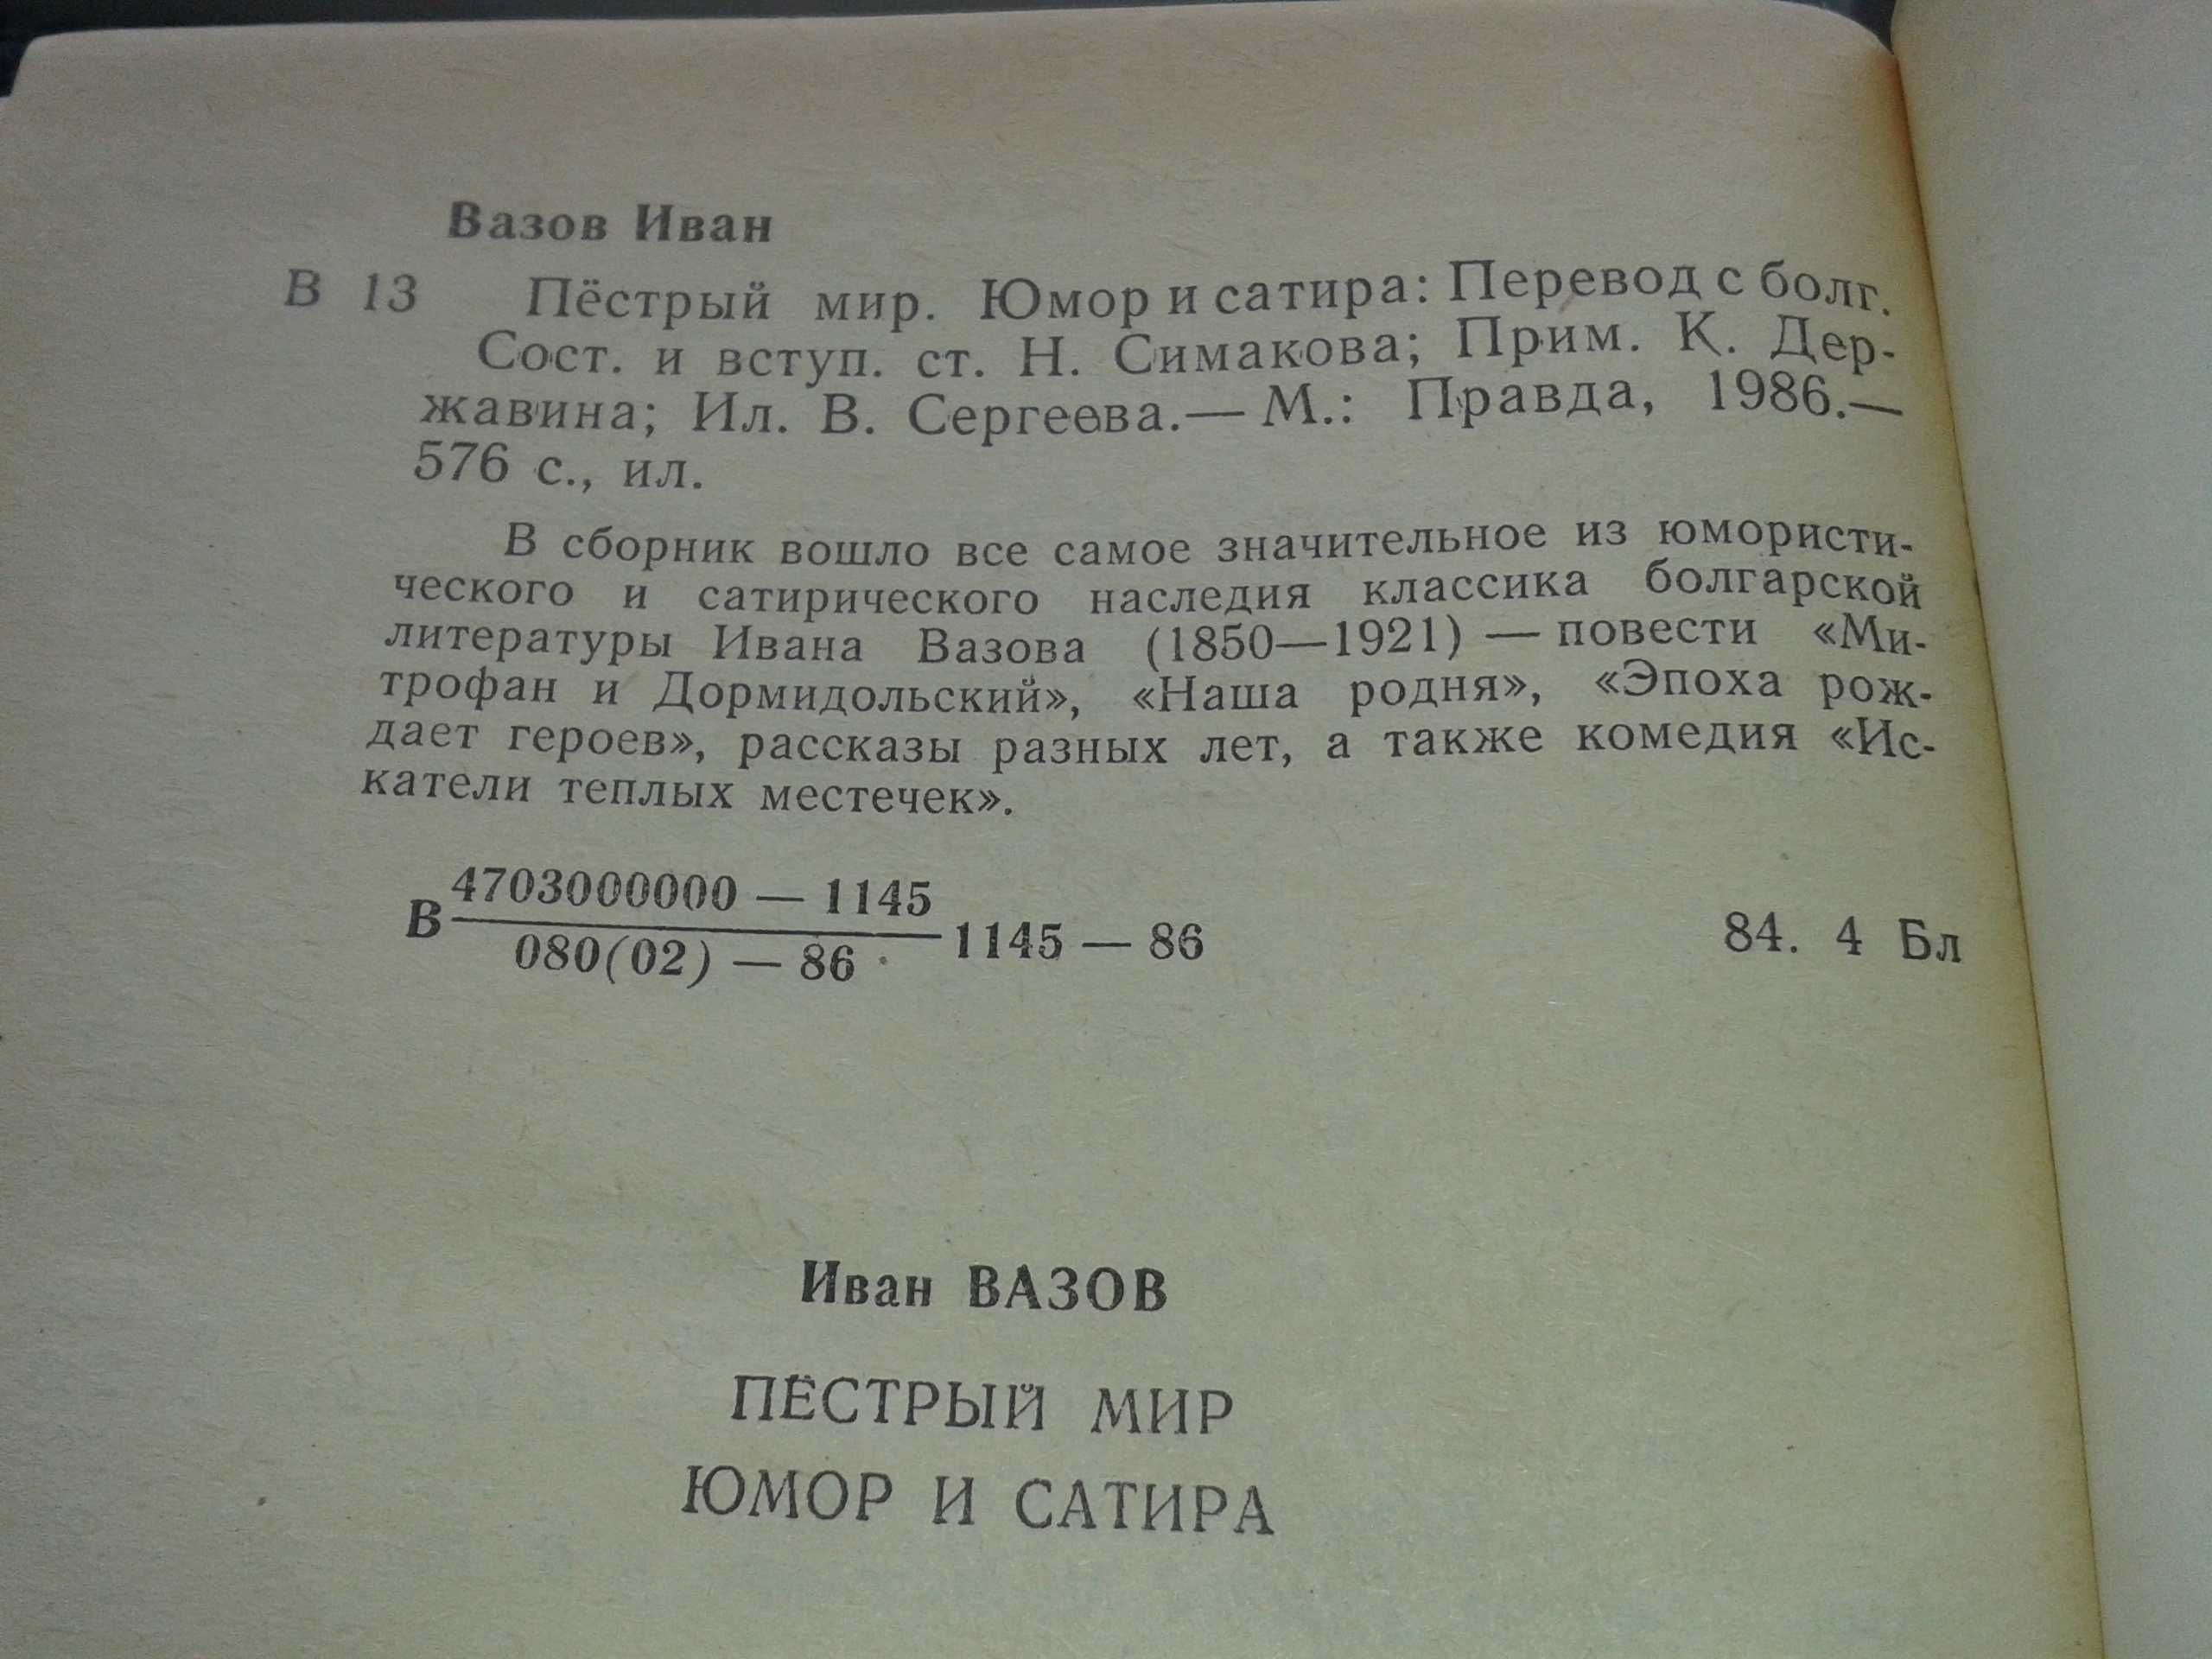 Вазов Иван
В 13 Пёстрый мир. Юмор и сатира: Перевод с болг.
Сост. и вступ. ст. Н. Симакова; Прим. К. Дер-
жавина; Ил. В. Сергеева.— М.: Правда, 1986.—
576 с., ил.
В сборник вошло все самое значительное из юмористи-
ческого и сатирического наследия классика болгарской
литературы Ивана Вазова (1850—1921) — повести «Ми-
трофан и Дормидольский», «Наша родня», «Эпоха рож-
дает героев», рассказы разных лет, а также комедия «Ис-
катели теплых местечек».
4703000000 — 1145
В 1145 — 86 84. 4 Бл
080(02) — 86
Иван ВАЗОВ
ПЁСТРЫЙ МИР
ЮМОР И САТИРА